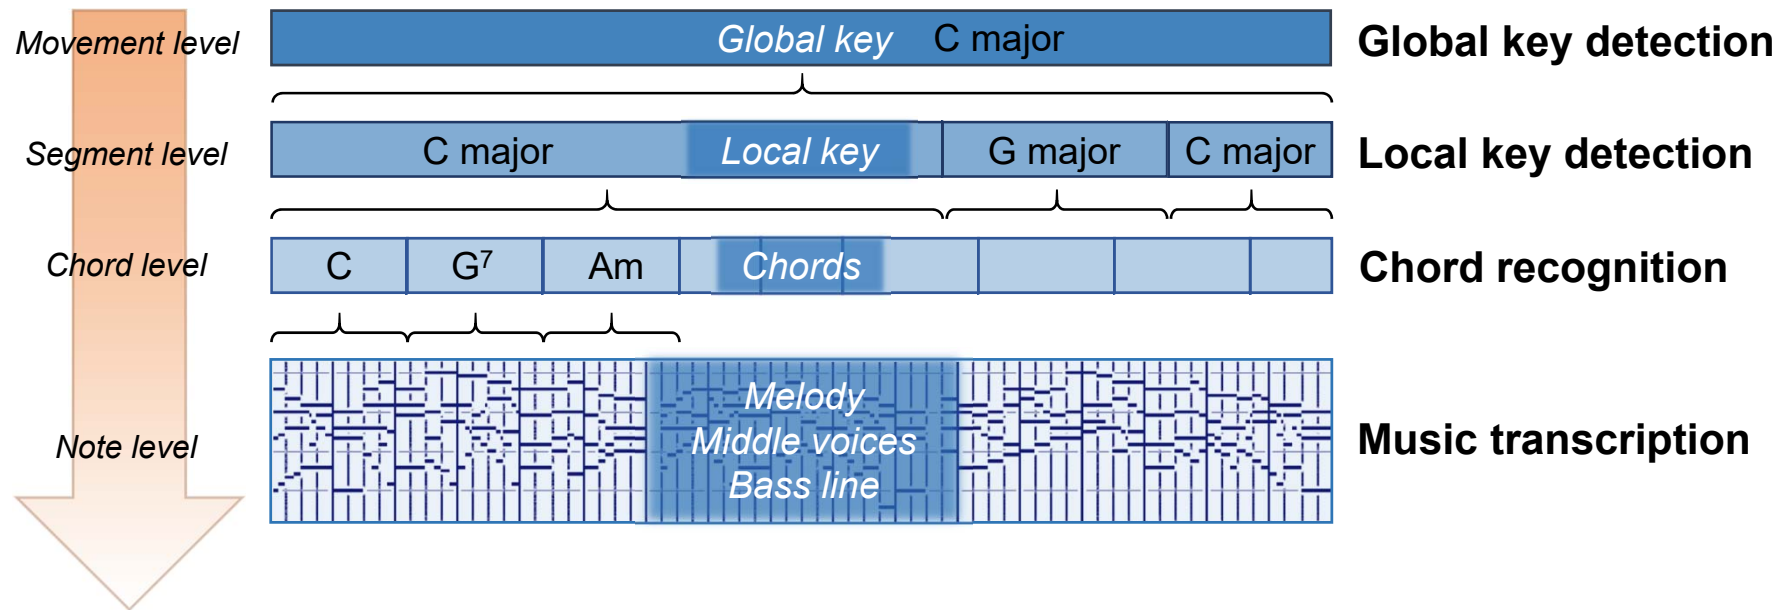 Movement level
Global key C major
Global key detection
Segment level
C major Local key G major C major
Local key detection
Chord level
C G⁷ Am Chords
Chord recognition
Note level
Melody
Middle voices
Bass line
Music transcription